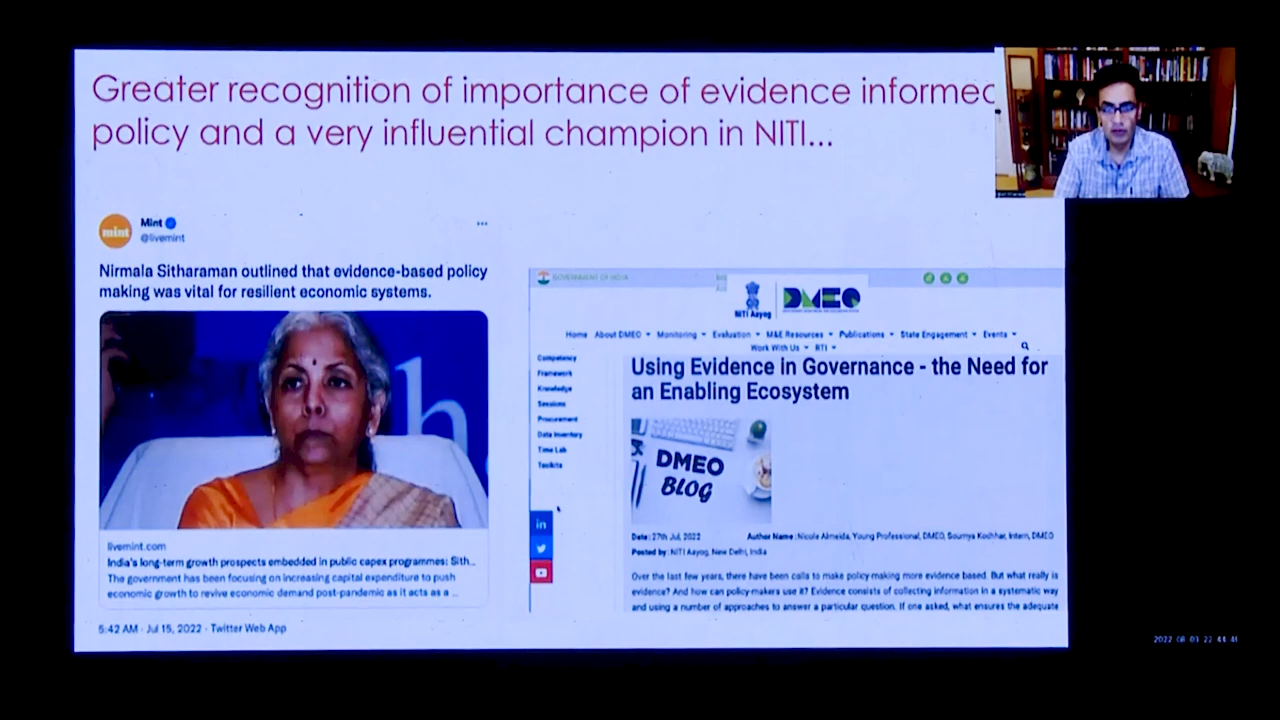 Greater recognition of importance of evidence informed
policy and a very influential champion in NITI...
mint
Mint
@livemint
...
Nirmala Sitharaman outlined that evidence-based policy
making was vital for resilient economic systems.
h
livemint.com
India's long-term growth prospects embedded in public capex programmes: Sith...
The government has been focusing on increasing capital expenditure to push
economic growth to revive economic demand post-pandemic as it acts as a ...
5:42 AM · Jul 15, 2022 · Twitter Web App
GOVERNMENT OF INDIA
NITI Aayog
DMEO
Home About DMEO Monitoring Evaluation M&E Resources Publications State Engagement Events
Work With Us RTI
Competency
Framework
Knowledge
Sessions
Procurement
Data Inventory
Time Lab
Toolkits
in
Using Evidence in Governance - the Need for
an Enabling Ecosystem
DMEO
BLOG
Date : 27th Jul, 2022 Author Name : Nicole Almeida, Young Professional, DMEO, Soumya Kochhar, Intern, DMEO
Posted by : NITI Aayog, New Delhi, India
Over the last few years, there have been calls to make policy making more evidence based. But what really is
evidence? And how can policy-makers use it? Evidence consists of collecting information in a systematic way
and using a number of approaches to answer a particular question. If one asked, what ensures the adequate